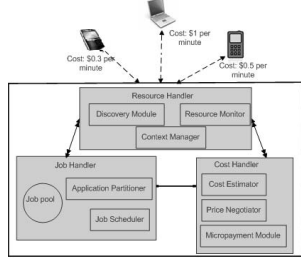 Cost: $1 per
minute
Cost: $0.3 per
minute
Cost: $0.5 per
minute
Resource Handler
Discovery Module
Resource Monitor
Context Manager
Job Handler
Application Partitioner
Job pool
Job Scheduler
Cost Handler
Cost Estimator
Price Negotiator
Micropayment Module